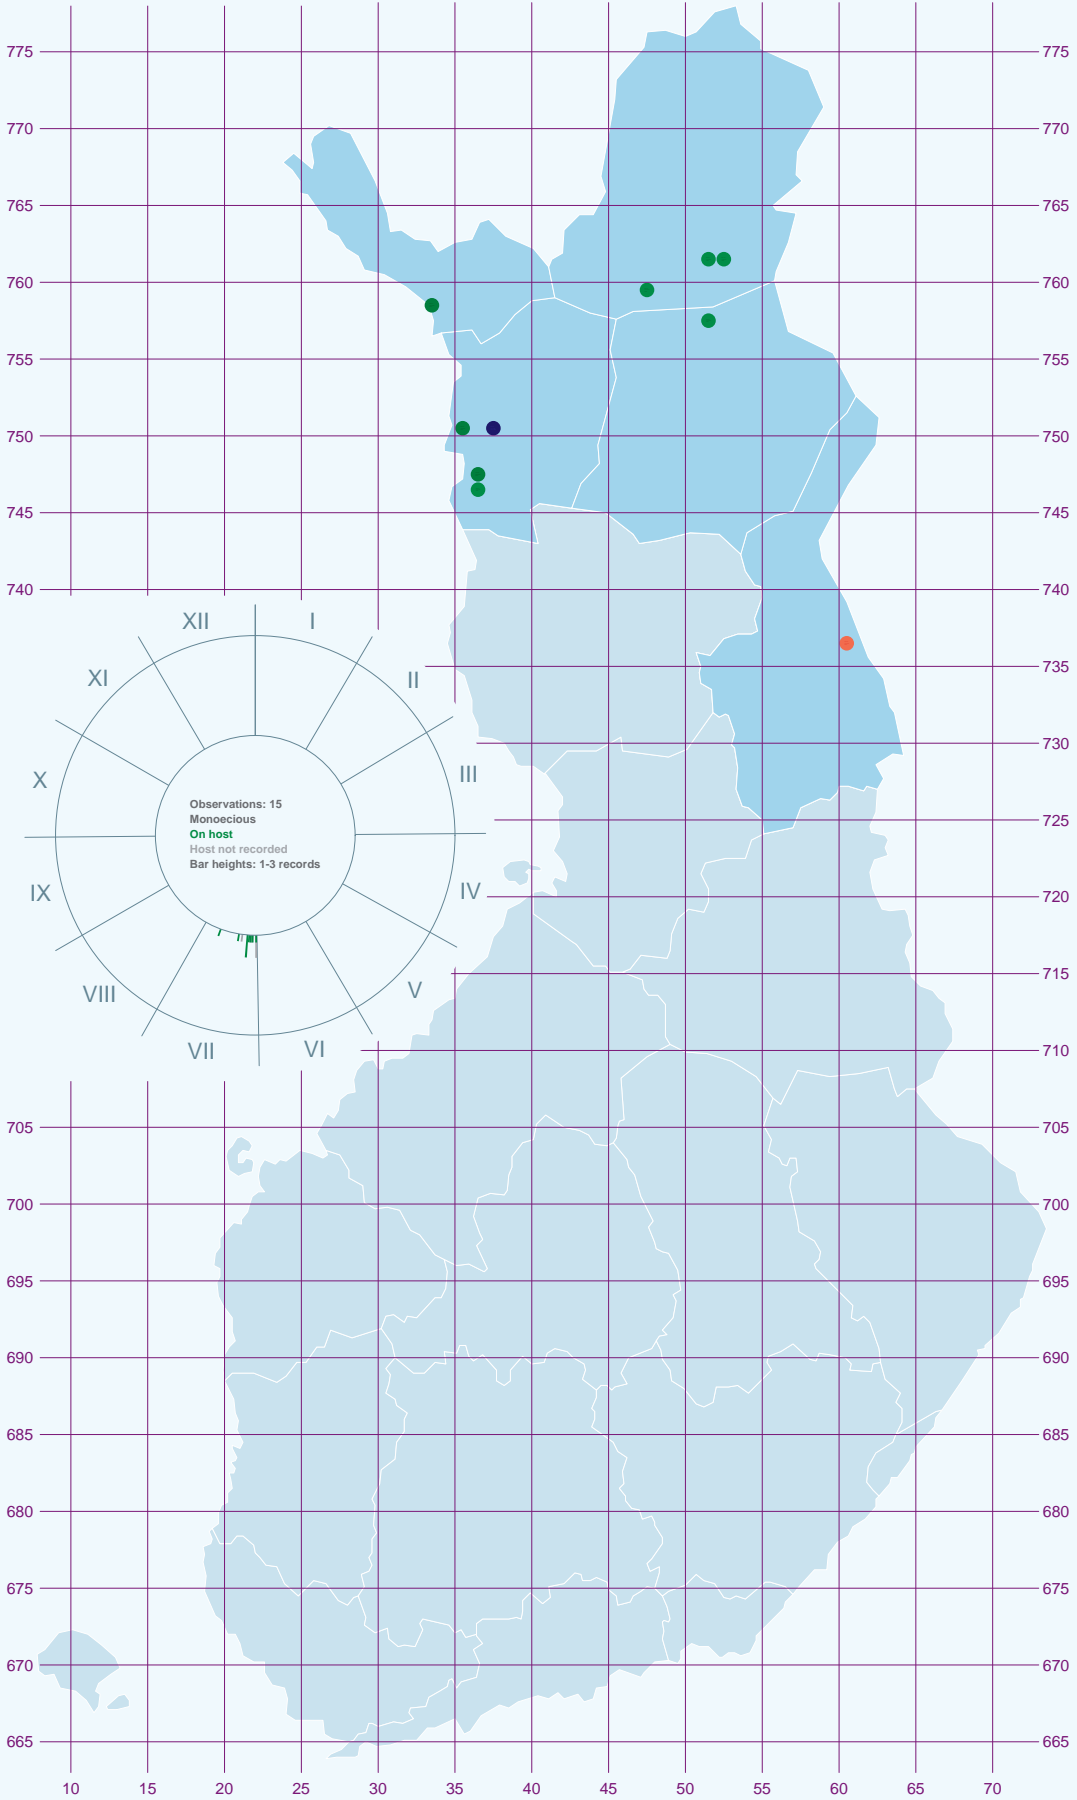 775 775
770 770
765 765
760 760
755 755
750 750
745 745
740 740
XII I
XI II
735
730
X III
725
Observations: 15
Monoecious
On host
Host not recorded
Bar heights: 1-3 records
IX IV
720
VIII V
715
VII VI
710
705 705
700 700
695 695
690 690
685 685
680 680
675 675
670 670
665 665
10 15 20 25 30 35 40 45 50 55 60 65 70